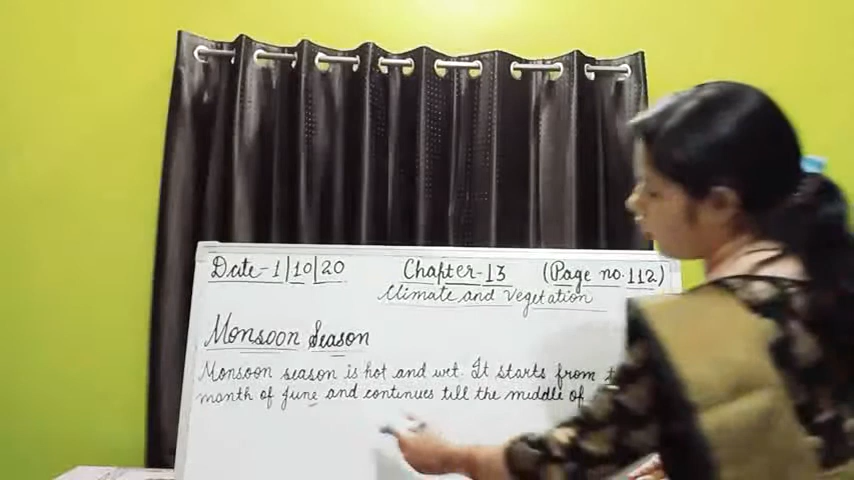 Date-1/10/20 Chapter-13 (Page no.112)
Climate and Vegetation
Monsoon Season
Monsoon season is hot and wet. It starts from
month of June and continues till the middle of